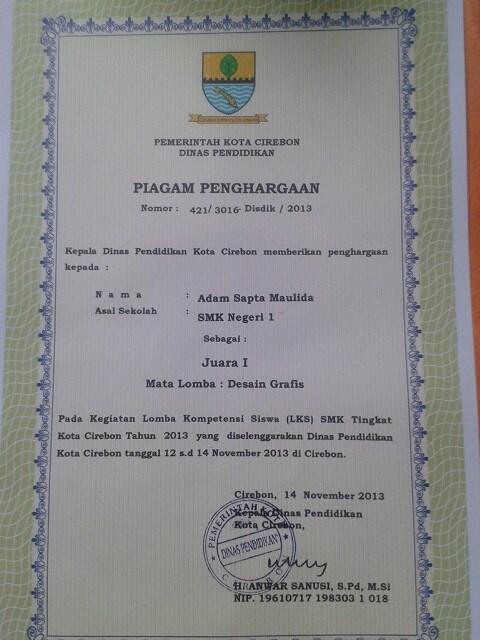 PEMERINTAH KOTA CIREBON
DINAS PENDIDIKAN
PIAGAM PENGHARGAAN
Nomor : 421/ 3016- Disdik / 2013
Kepala Dinas Pendidikan Kota Cirebon memberikan penghargaan
kepada :
N a m a : Adam Sapta Maulida
Asal Sekolah : SMK Negeri 1
Sebagai :
Juara I
Mata Lomba : Desain Grafis
Pada Kegiatan Lomba Kompetensi Siswa (LKS) SMK Tingkat
Kota Cirebon Tahun 2013 yang diselenggarakan Dinas Pendidikan
Kota Cirebon tanggal 12 s.d 14 November 2013 di Cirebon.
Cirebon, 14 November 2013
Kepala Dinas Pendidikan
Kota Cirebon,
PEMERINTAH KOTA
DINAS PENDIDIKAN
H. ANWAR SANUSI, S.Pd, M.Si
NIP. 19610717 198303 1 018